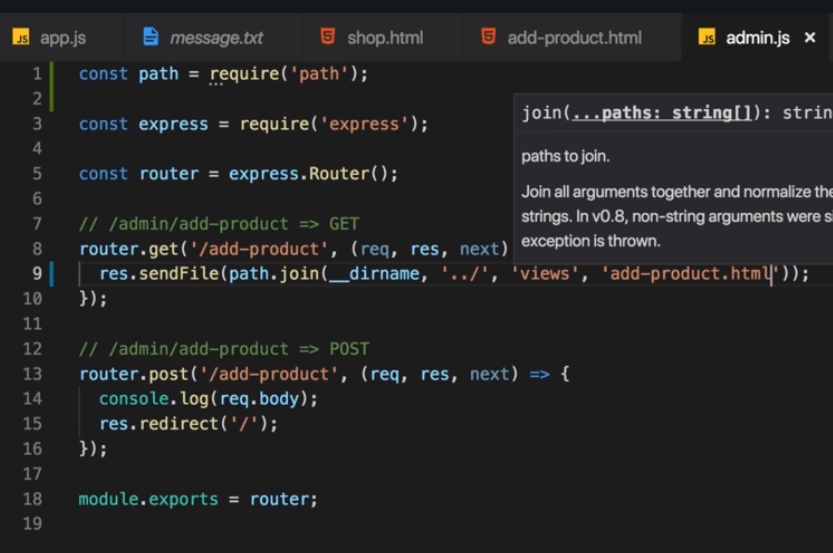 JS app.js message.txt shop.html add-product.html JS admin.js ×
1 const path = require('path');
2
3 const express = require('express');
4
5 const router = express.Router();
6
7 // /admin/add-product => GET
8 router.get('/add-product', (req, res, next)
9 res.sendFile(path.join(__dirname, '../', 'views', 'add-product.html'));
10 });
11
12 // /admin/add-product => POST
13 router.post('/add-product', (req, res, next) => {
14 console.log(req.body);
15 res.redirect('/');
16 });
17
18 module.exports = router;
19
join(...paths: string[]): strin
paths to join.
Join all arguments together and normalize the
strings. In v0.8, non-string arguments were s
exception is thrown.